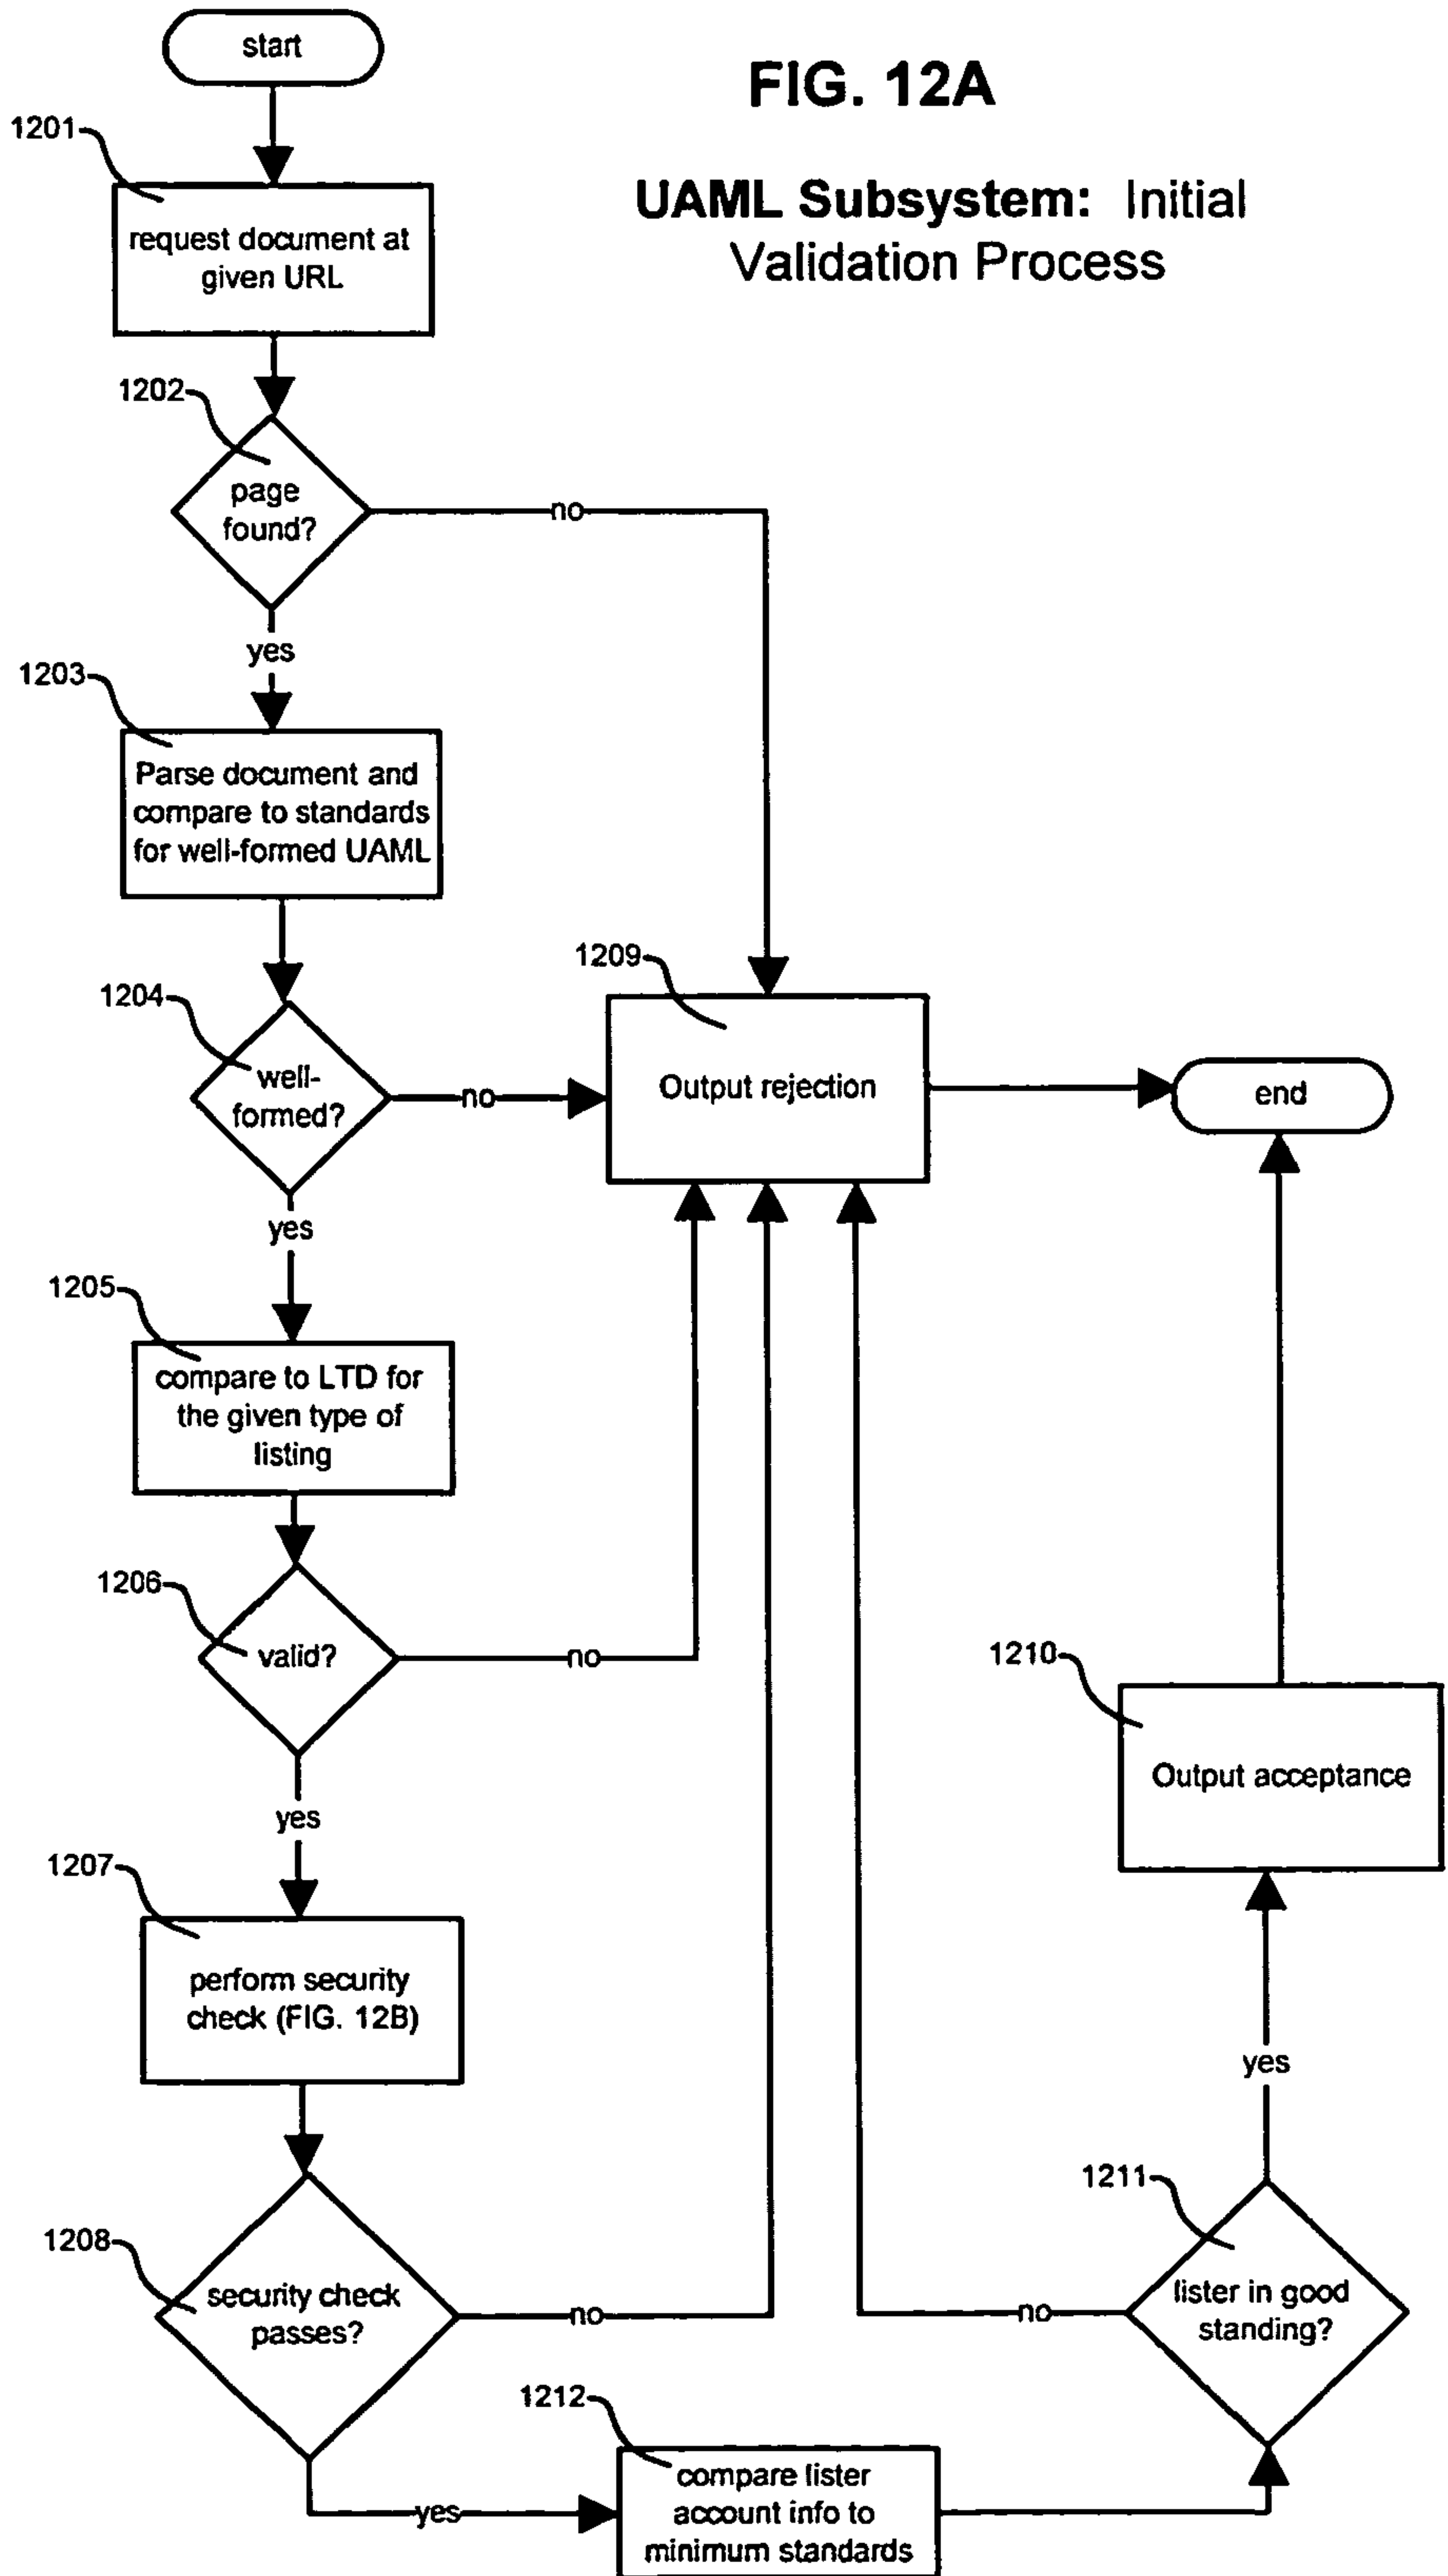 start
FIG. 12A
UAML Subsystem: Initial
Validation Process
1201
request document at
given URL
1202
page
found?
no
yes
1203
Parse document and
compare to standards
for well-formed UAML
1204
well-
formed?
no
yes
1209
Output rejection
end
1205
compare to LTD for
the given type of
listing
1206
valid?
no
yes
1207
perform security
check (FIG. 12B)
1208
security check
passes?
no
yes
1212
compare lister
account info to
minimum standards
1211
lister in good
standing?
no
yes
1210
Output acceptance